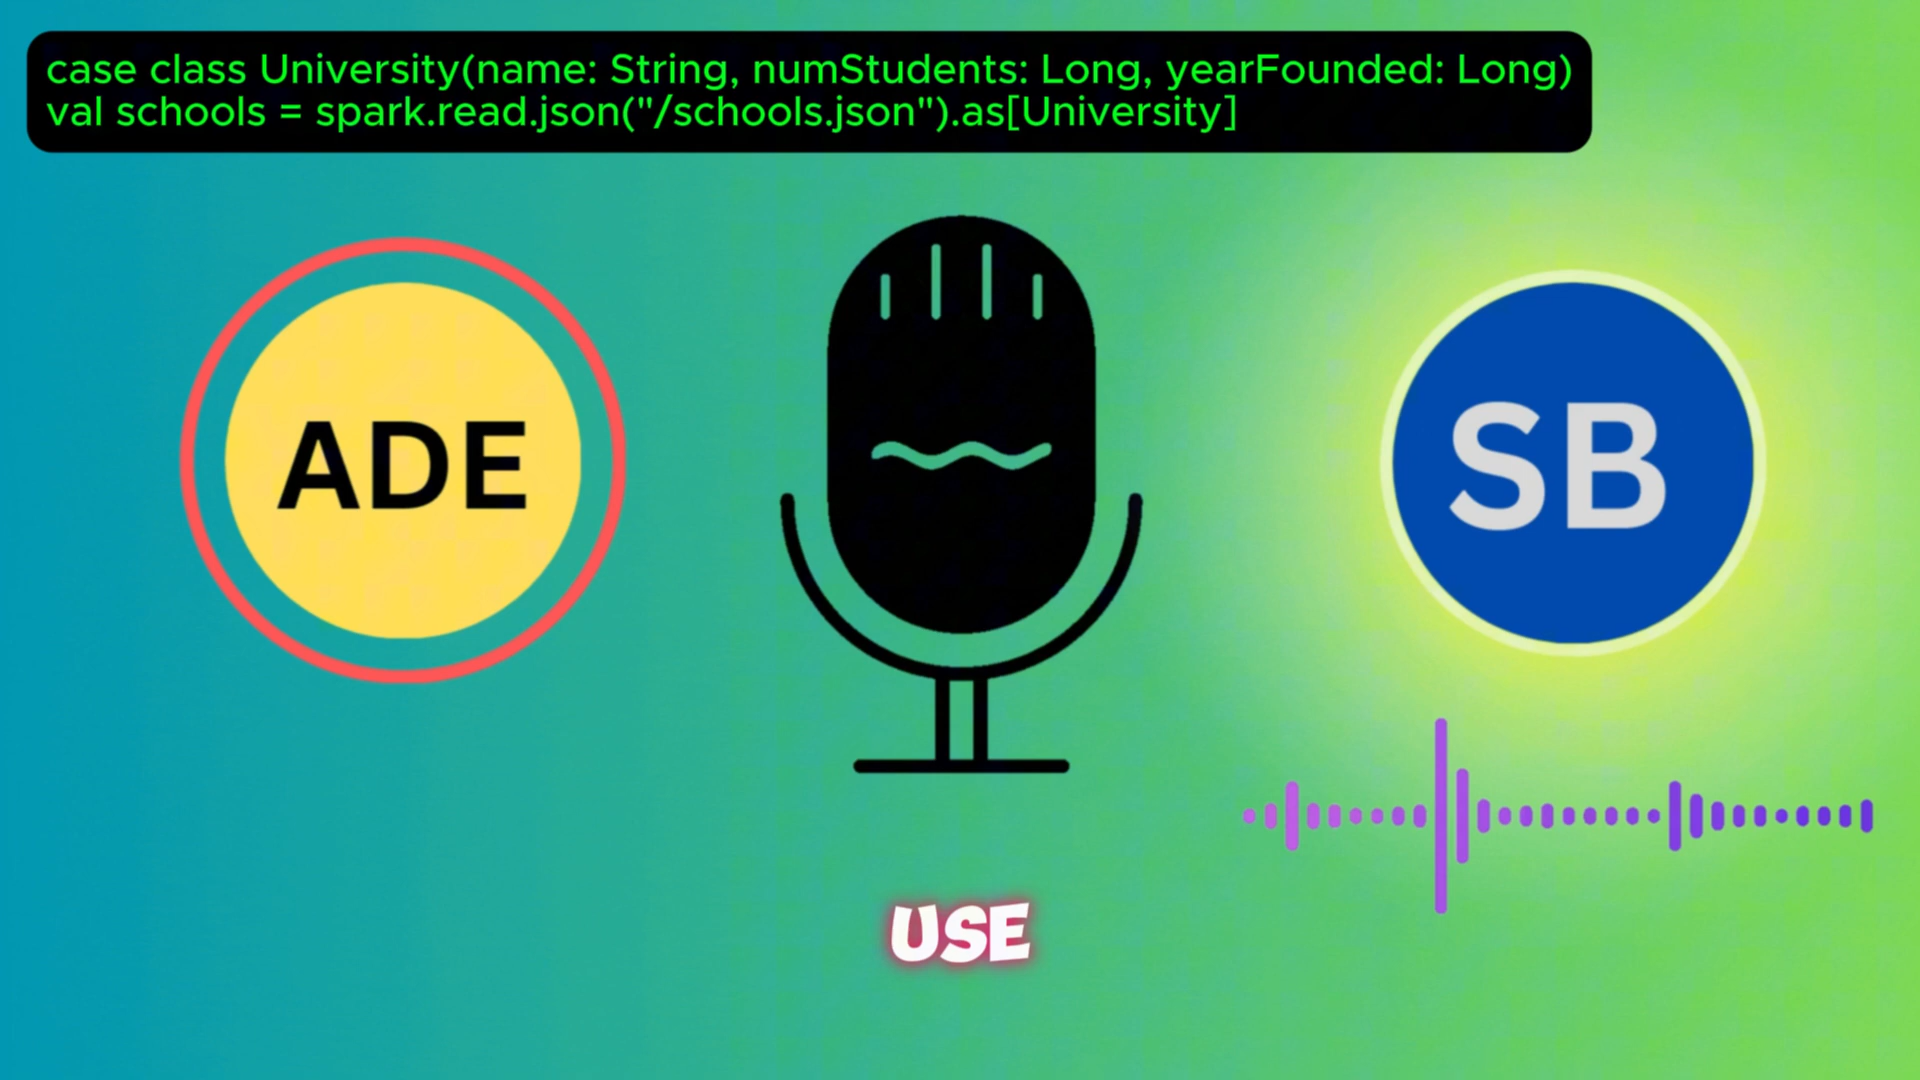 case class University(name: String, numStudents: Long, yearFounded: Long)
val schools = spark.read.json("/schools.json").as[University]
ADE
SB
USE